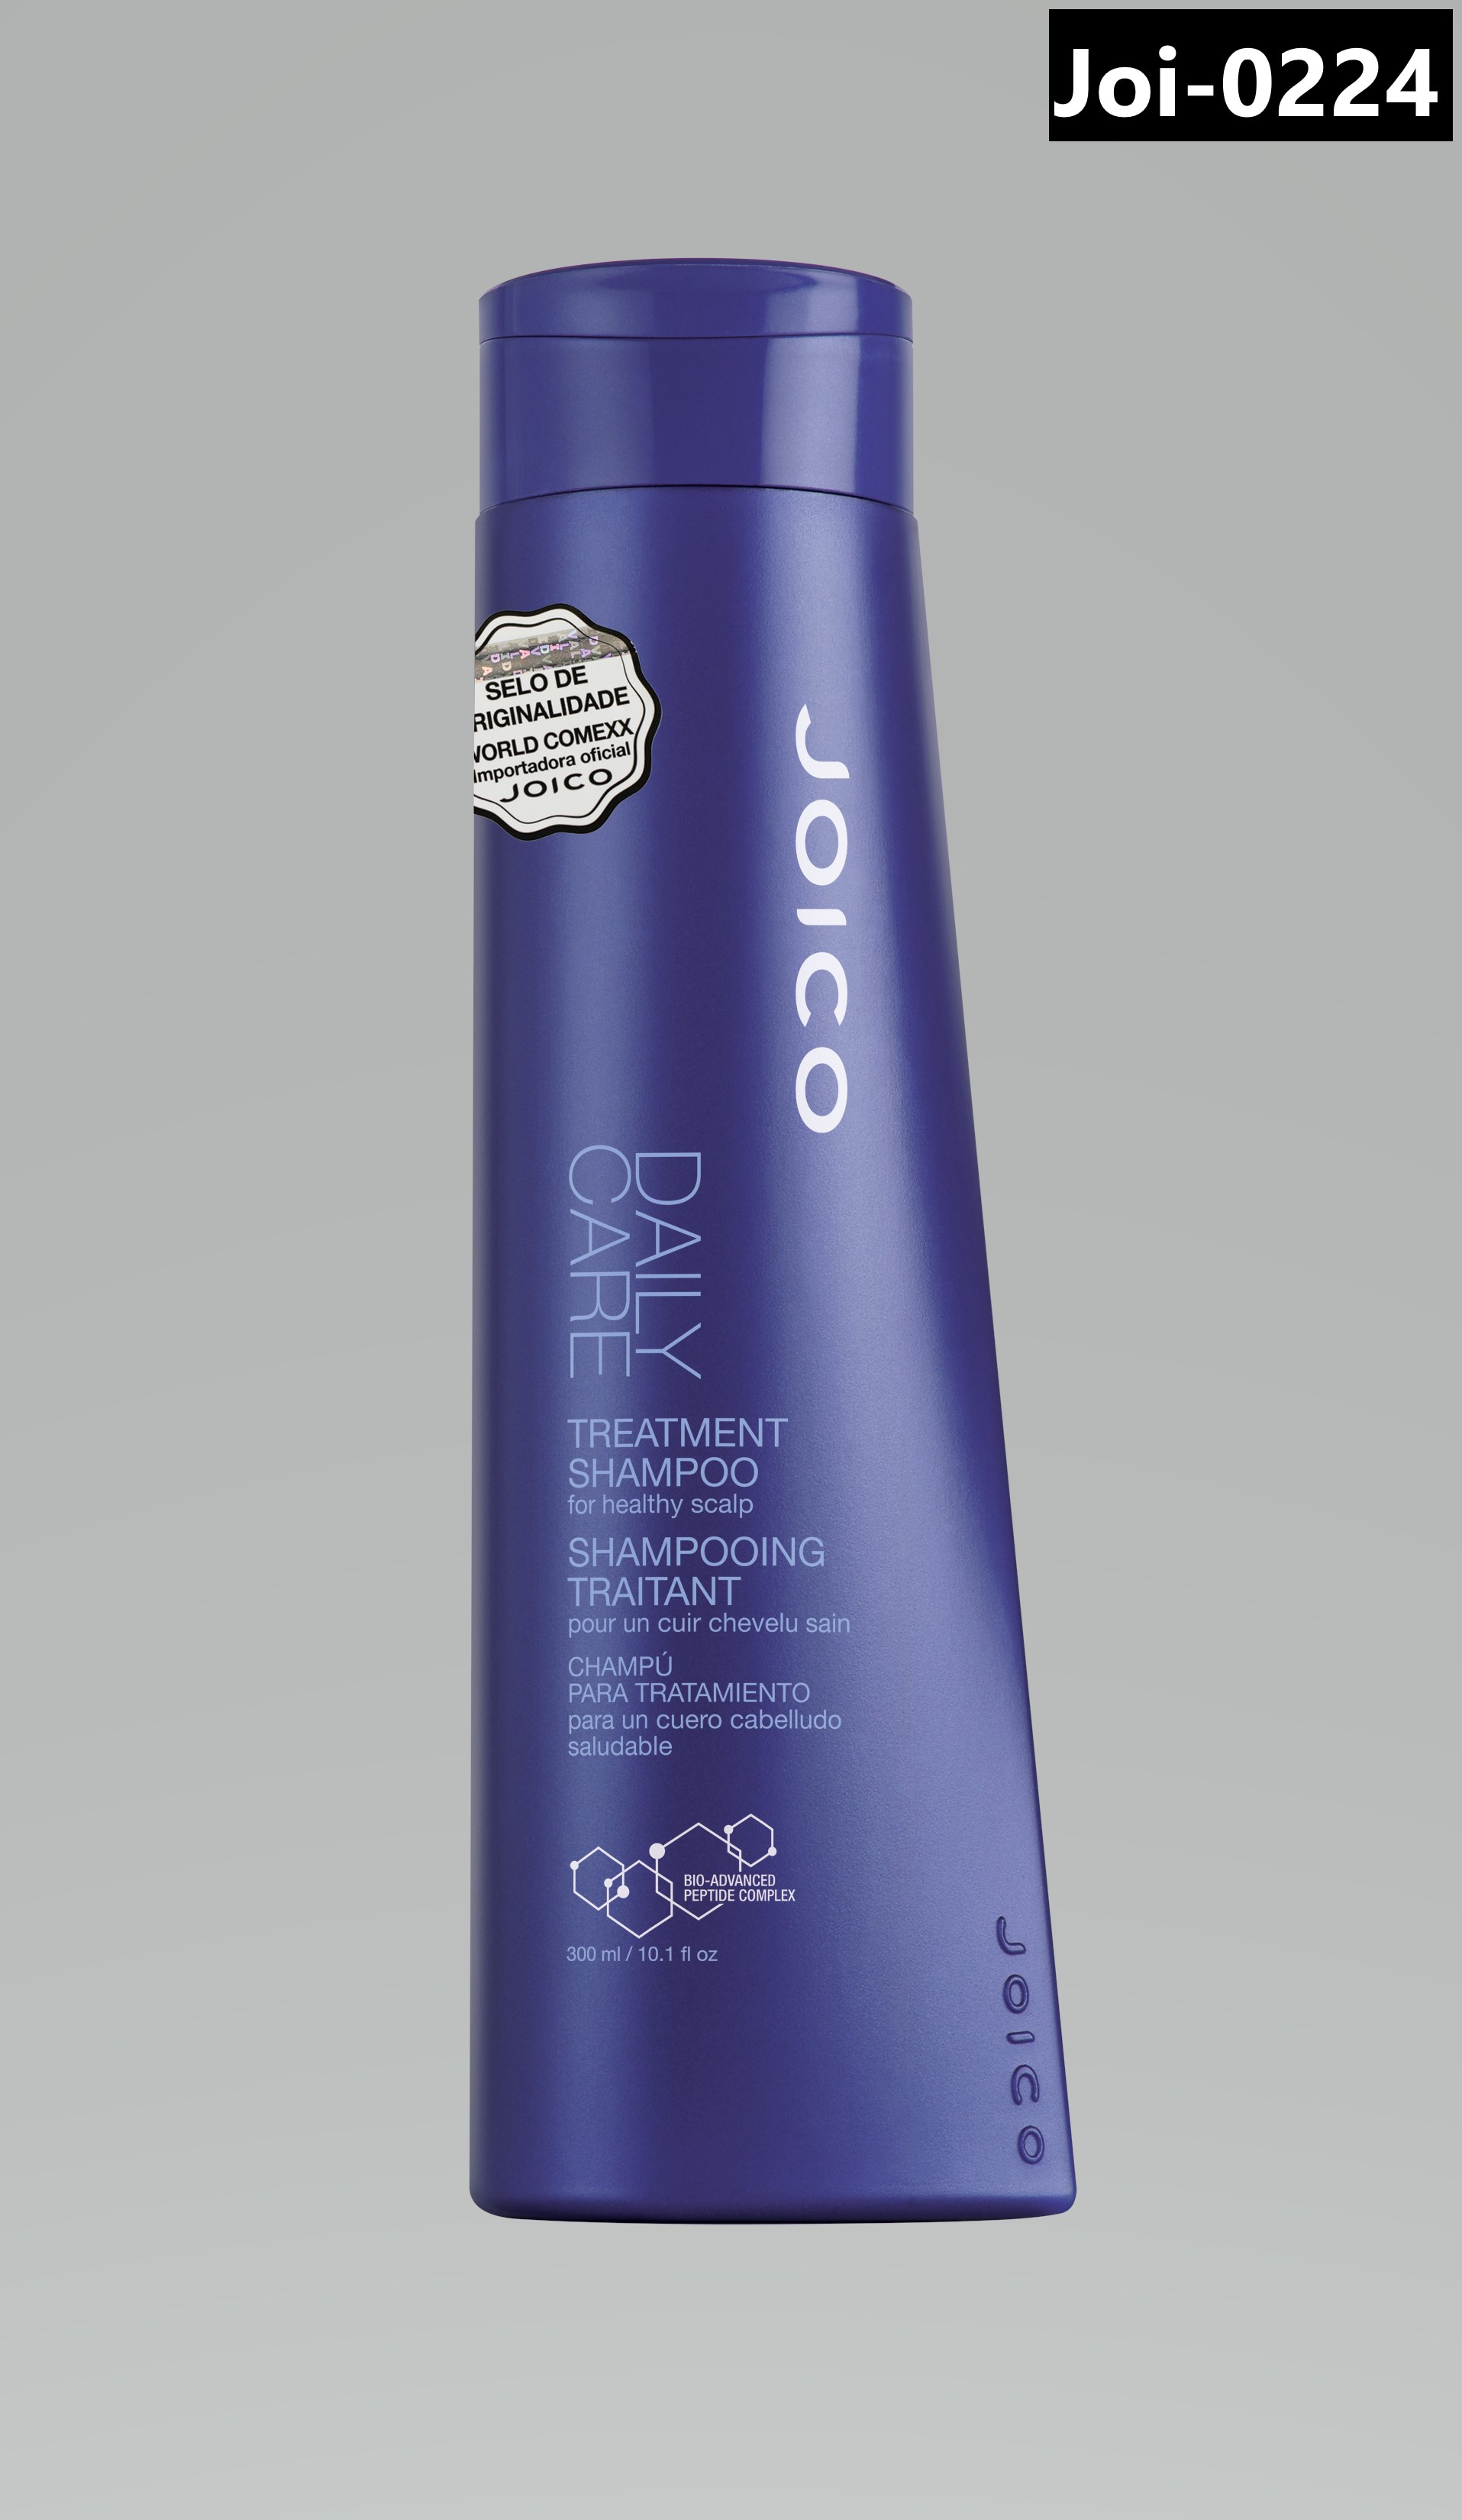 Joi-0224
SELO DE
RIGINALIDADE
WORLD COMEXX
Importadora oficial
JOICO
JOICO
DAILY
CARE
TREATMENT
SHAMPOO
for healthy scalp
SHAMPOOING
TRAITANT
pour un cuir chevelu sain
CHAMPÚ
PARA TRATAMIENTO
para un cuero cabelludo
saludable
BIO-ADVANCED
PEPTIDE COMPLEX
300 ml / 10.1 fl oz
JOICO